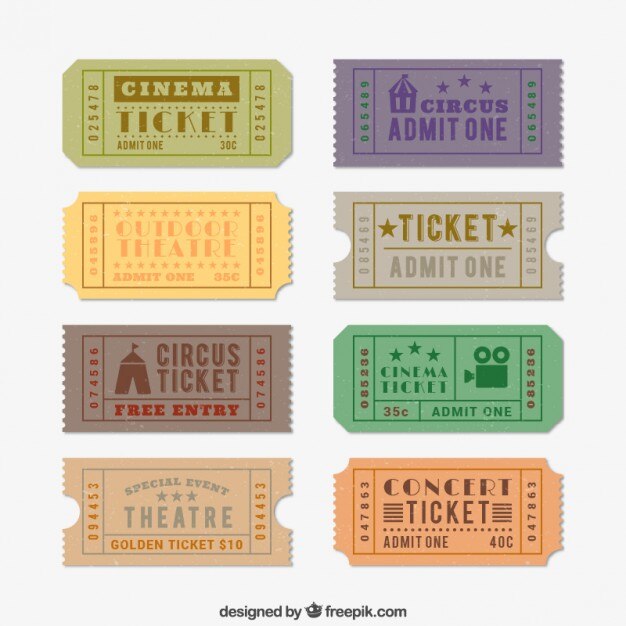 025478
CINEMA
TICKET
ADMIT ONE 30C
025478
CIRCUS
ADMIT ONE
065489
045896
OUTDOOR
THEATRE
ADMIT ONE 35C
045896
085469
TICKET
ADMIT ONE
085469
074586
CIRCUS
TICKET
FREE ENTRY
074586
085236
CINEMA
TICKET
35c ADMIT ONE
085236
094453
SPECIAL EVENT
THEATRE
GOLDEN TICKET $10
094453
047863
CONCERT
TICKET
ADMIT ONE 40C
047863
designed by freepik.com